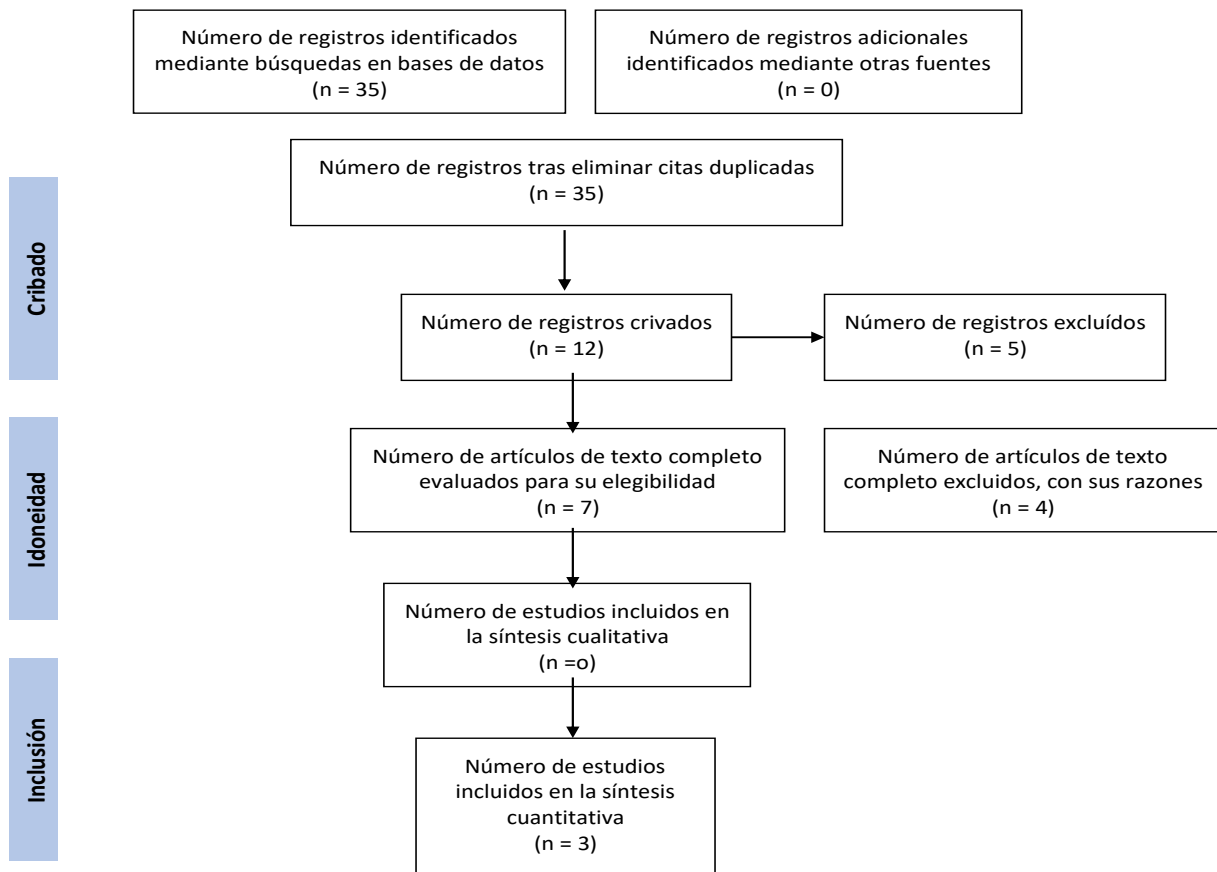 Número de registros identificados
mediante búsquedas en bases de datos
(n = 35)
Número de registros adicionales
identificados mediante otras fuentes
(n = 0)
Número de registros tras eliminar citas duplicadas
(n = 35)
Cribado
Número de registros crivados
(n = 12)
Número de registros excluídos
(n = 5)
Idoneidad
Número de artículos de texto completo
evaluados para su elegibilidad
(n = 7)
Número de artículos de texto
completo excluidos, con sus razones
(n = 4)
Número de estudios incluidos en
la síntesis cualitativa
(n =o)
Inclusión
Número de estudios
incluidos en la síntesis
cuantitativa
(n = 3)